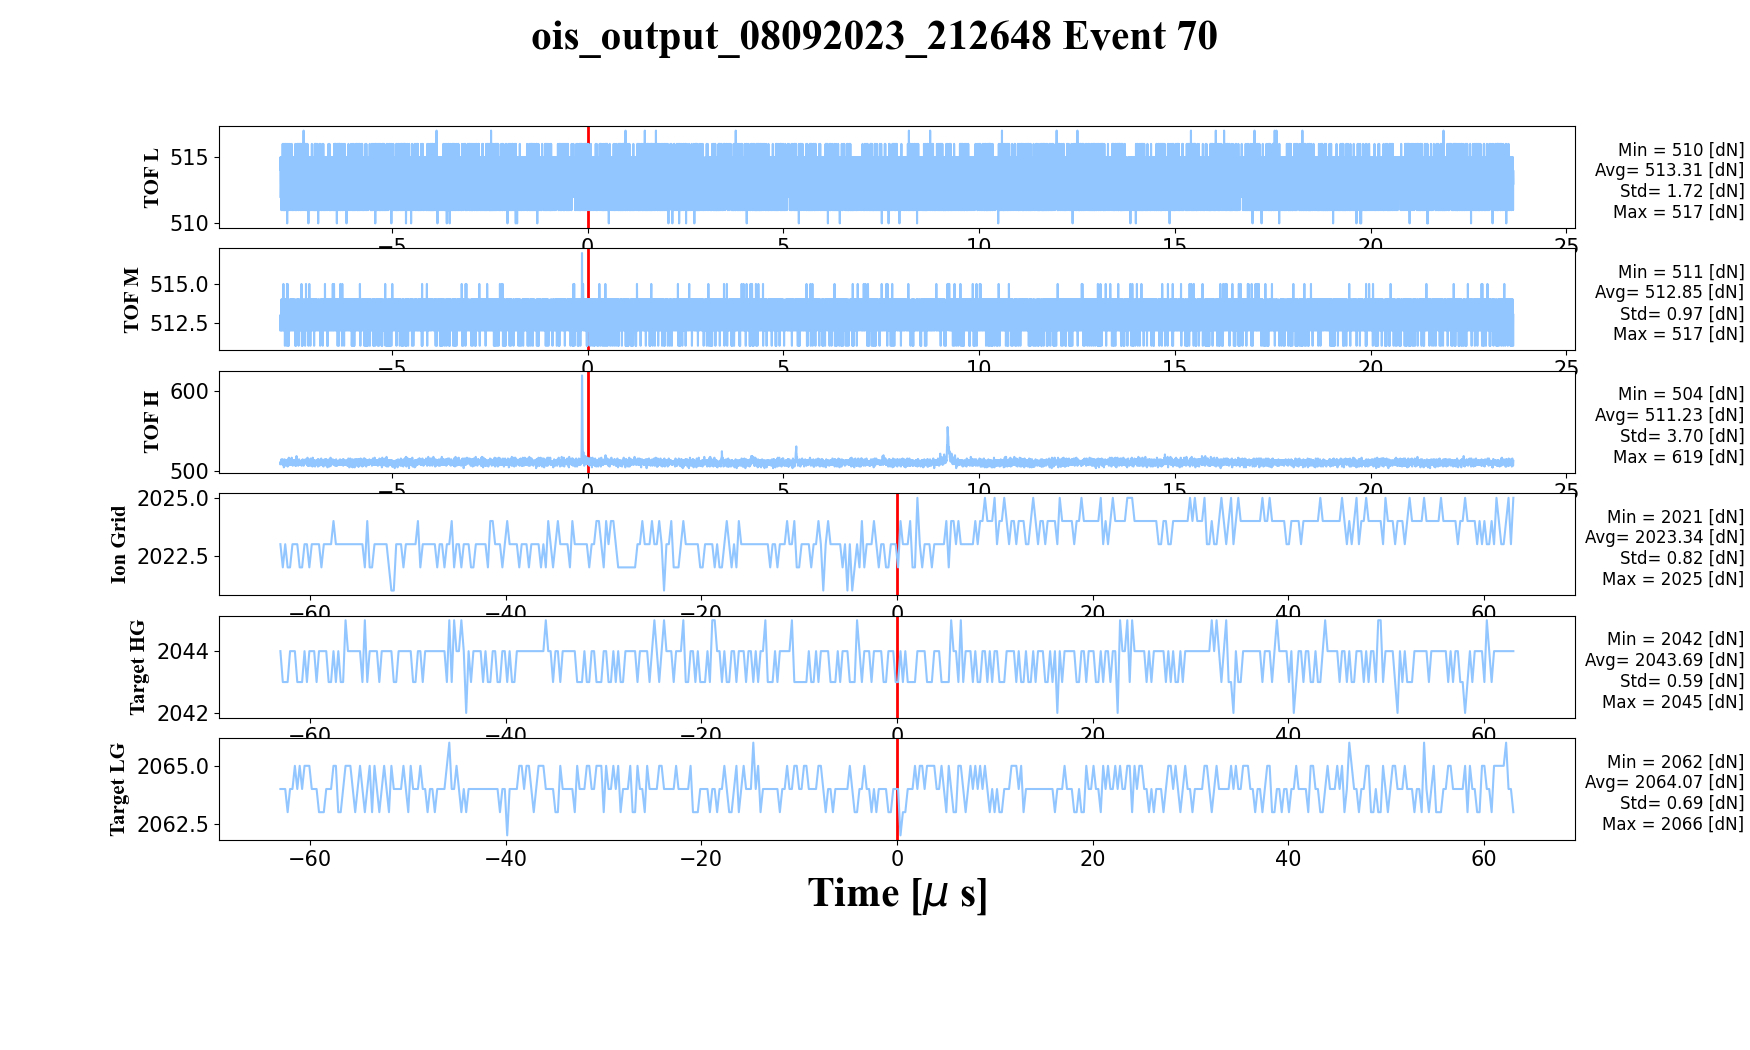 ois_output_08092023_212648 Event 70
TOF L
515
510
−5
0
5
10
15
20
25
Min = 510 [dN]
Avg= 513.31 [dN]
Std= 1.72 [dN]
Max = 517 [dN]
TOF M
515.0
512.5
−5
0
5
10
15
20
25
Min = 511 [dN]
Avg= 512.85 [dN]
Std= 0.97 [dN]
Max = 517 [dN]
TOF H
600
500
−5
0
5
10
15
20
25
Min = 504 [dN]
Avg= 511.23 [dN]
Std= 3.70 [dN]
Max = 619 [dN]
Ion Grid
2025.0
2022.5
−60
−40
−20
0
20
40
60
Min = 2021 [dN]
Avg= 2023.34 [dN]
Std= 0.82 [dN]
Max = 2025 [dN]
Target HG
2044
2042
−60
−40
−20
0
20
40
60
Min = 2042 [dN]
Avg= 2043.69 [dN]
Std= 0.59 [dN]
Max = 2045 [dN]
Target LG
2065.0
2062.5
−60
−40
−20
0
20
40
60
Min = 2062 [dN]
Avg= 2064.07 [dN]
Std= 0.69 [dN]
Max = 2066 [dN]
Time [μ s]